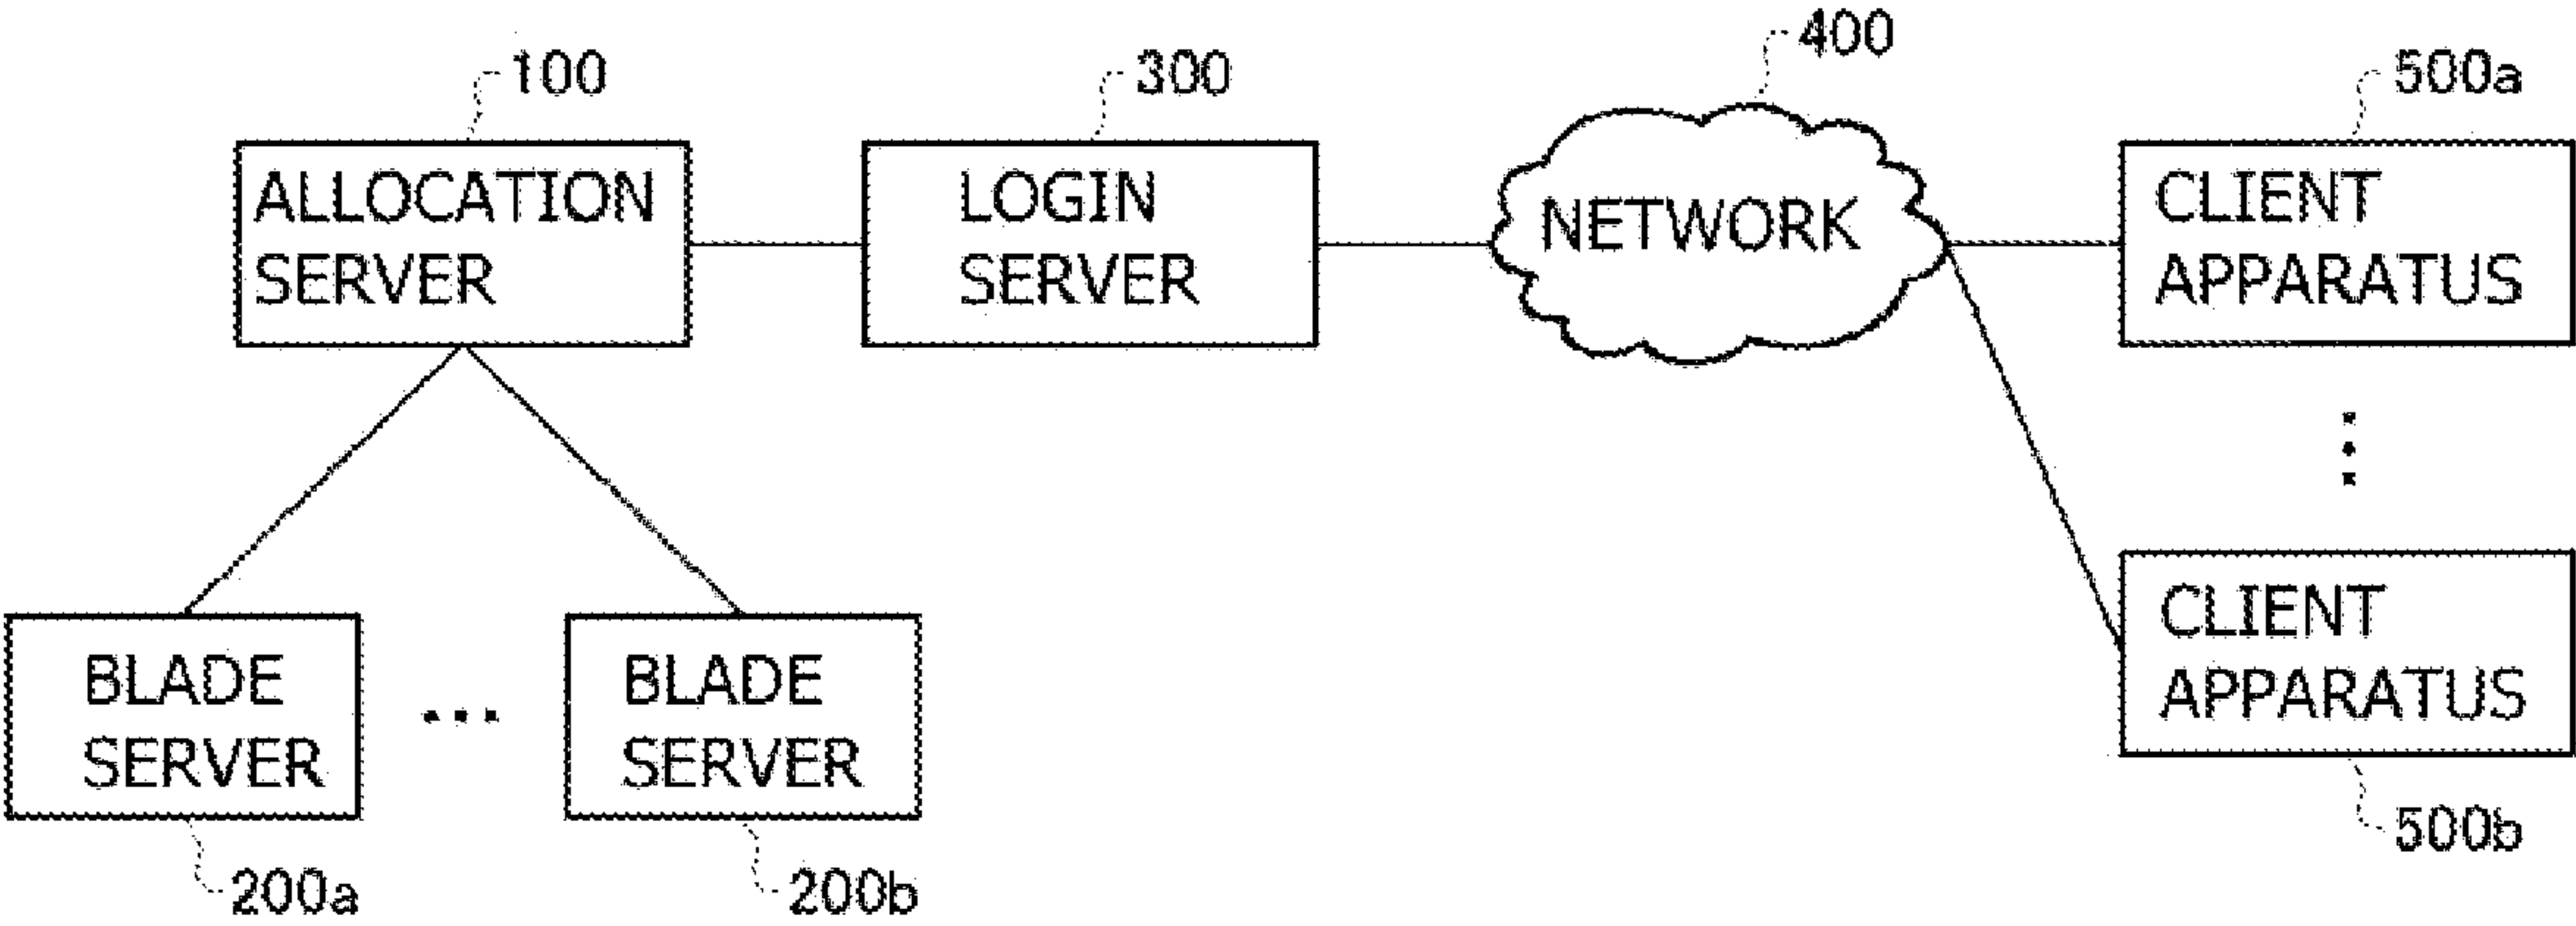 100
300
400
500a
ALLOCATION
SERVER
LOGIN
SERVER
NETWORK
CLIENT
APPARATUS
CLIENT
APPARATUS
500b
BLADE
SERVER
...
BLADE
SERVER
200a
200b